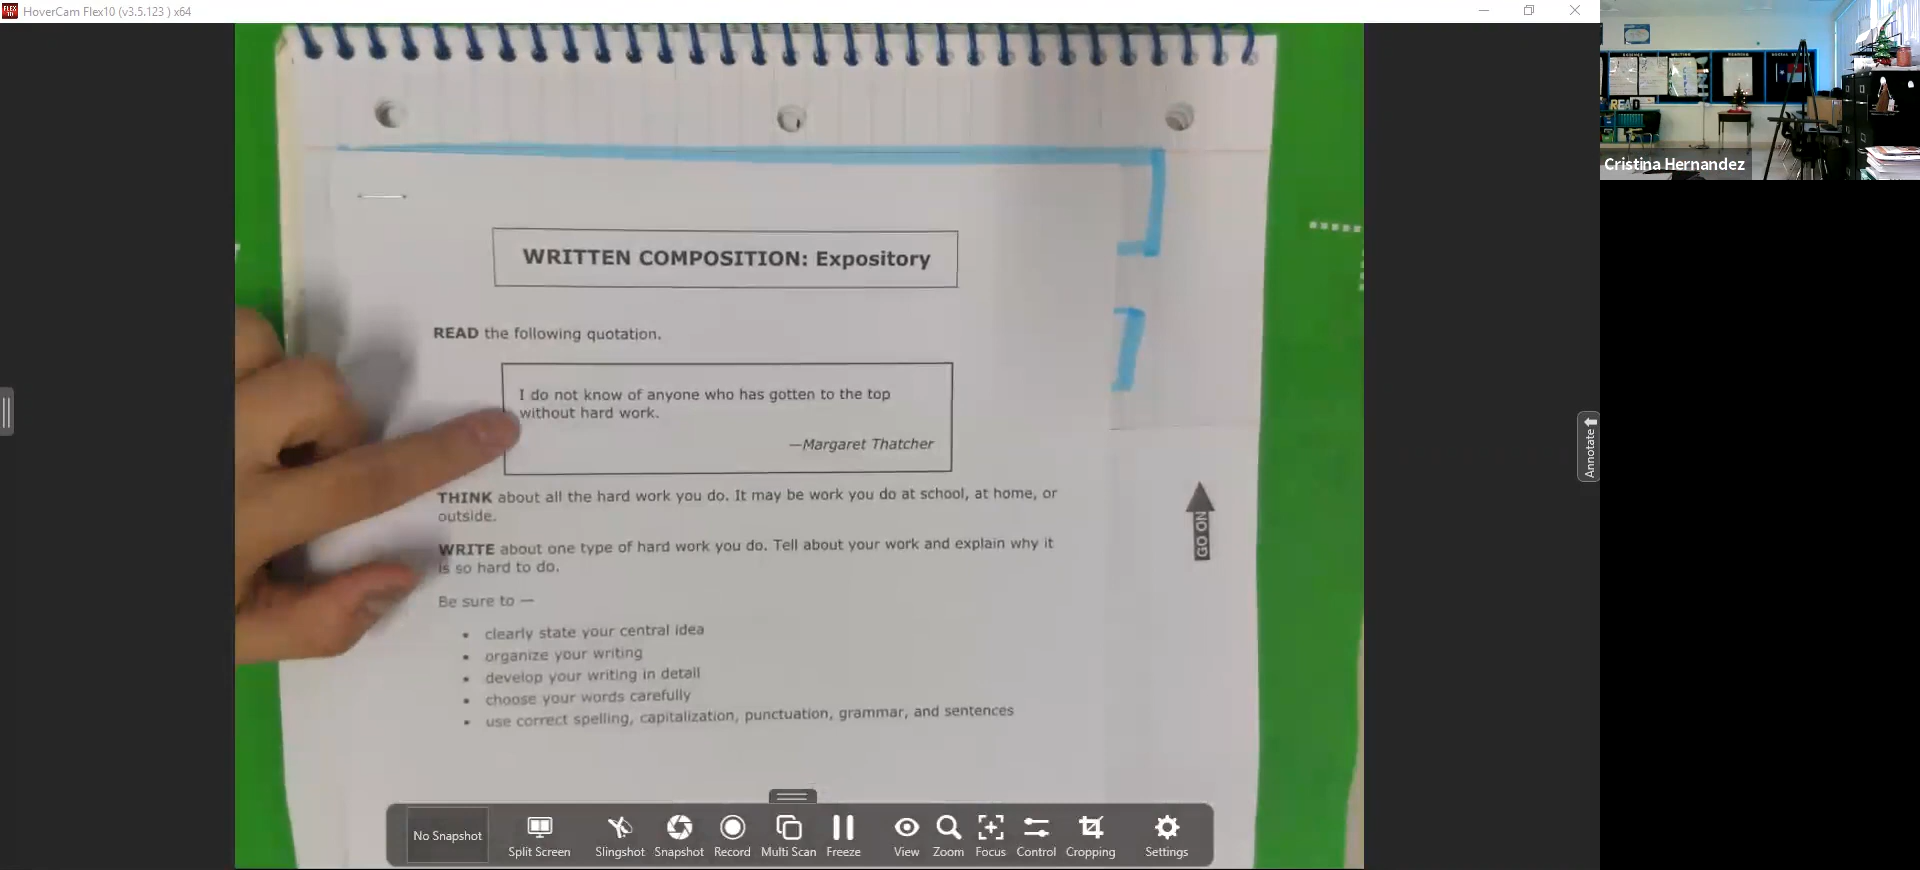 HoverCam Flex10 (v3.5.123 ) x64
WRITTEN COMPOSITION: Expository
READ the following quotation.
I do not know of anyone who has gotten to the top
without hard work.
—Margaret Thatcher
THINK about all the hard work you do. It may be work you do at school, at home, or
outside.
WRITE about one type of hard work you do. Tell about your work and explain why it
is so hard to do.
Be sure to —
• clearly state your central idea
• organize your writing
• develop your writing in detail
• choose your words carefully
• use correct spelling, capitalization, punctuation, grammar, and sentences
GO ON
No Snapshot
Split Screen
Slingshot
Snapshot
Record
Multi Scan
Freeze
View
Zoom
Focus
Control
Cropping
Settings
Annotate
READ
Cristina Hernandez